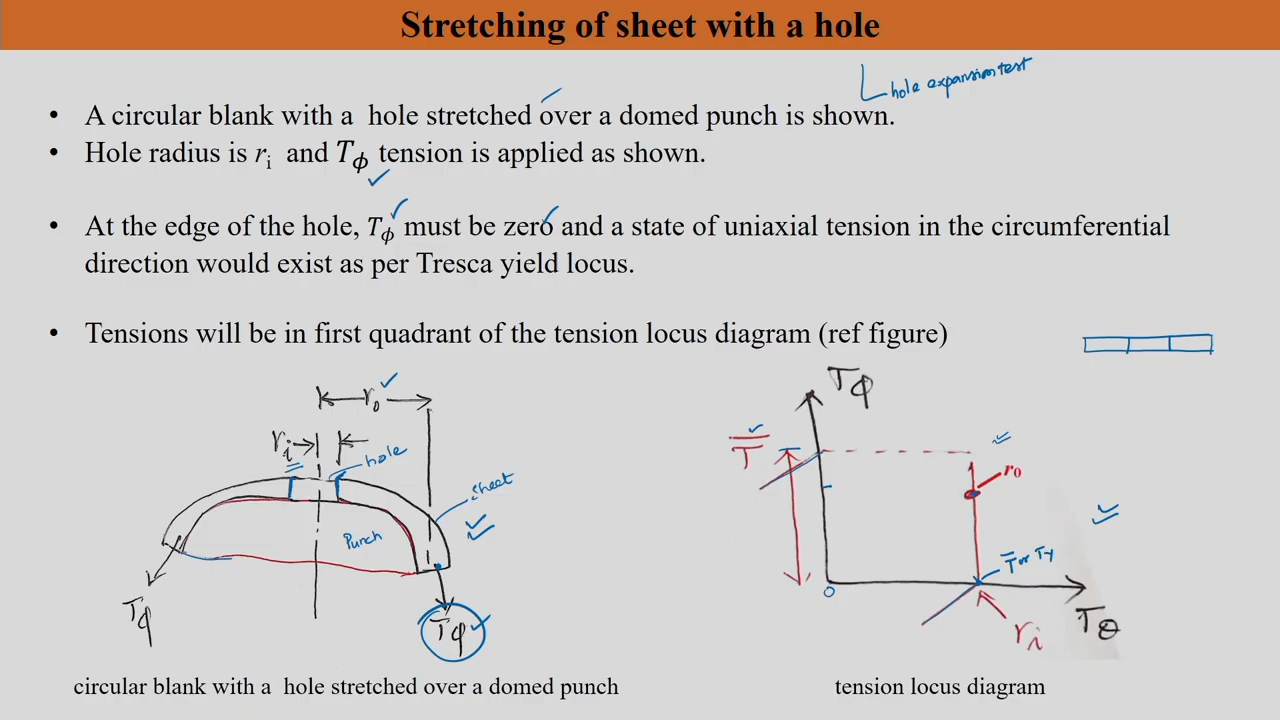 Stretching of sheet with a hole
hole expansion test
• A circular blank with a hole stretched over a domed punch is shown.
• Hole radius is rᵢ and T_ϕ tension is applied as shown.
• At the edge of the hole, T_ϕ must be zero and a state of uniaxial tension in the circumferential
direction would exist as per Tresca yield locus.
• Tensions will be in first quadrant of the tension locus diagram (ref figure)
r₀
rᵢ
hole
sheet
Punch
T_ϕ
T_ϕ
circular blank with a hole stretched over a domed punch
T_ϕ
T̅
r₀
T̅ or Ty
0
rᵢ
T_θ
tension locus diagram